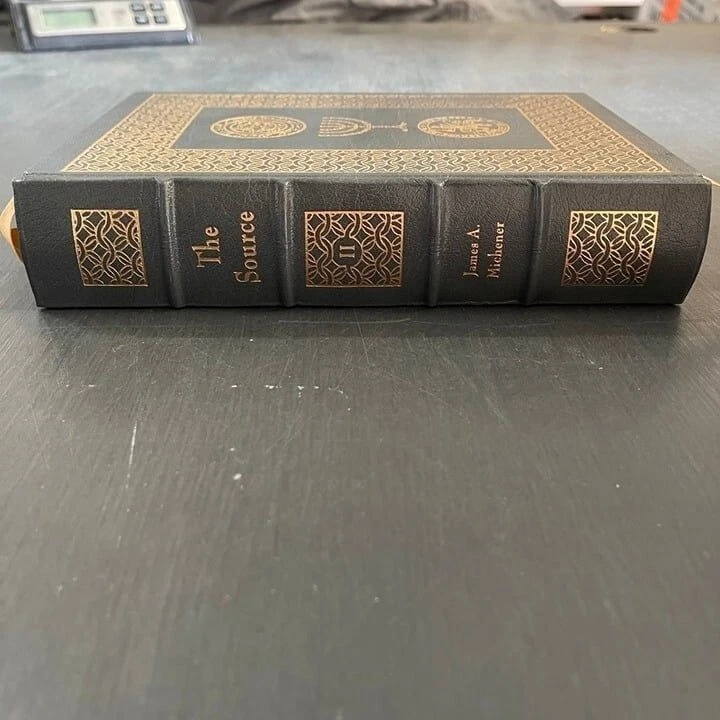 The
Source
II
James A.
Michener